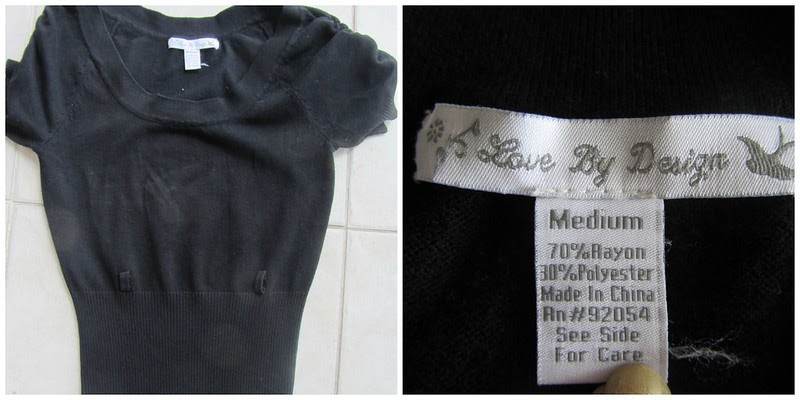 Love By Design
Medium
70%Rayon
30%Polyester
Made In China
Rn#92054
See Side
For Care